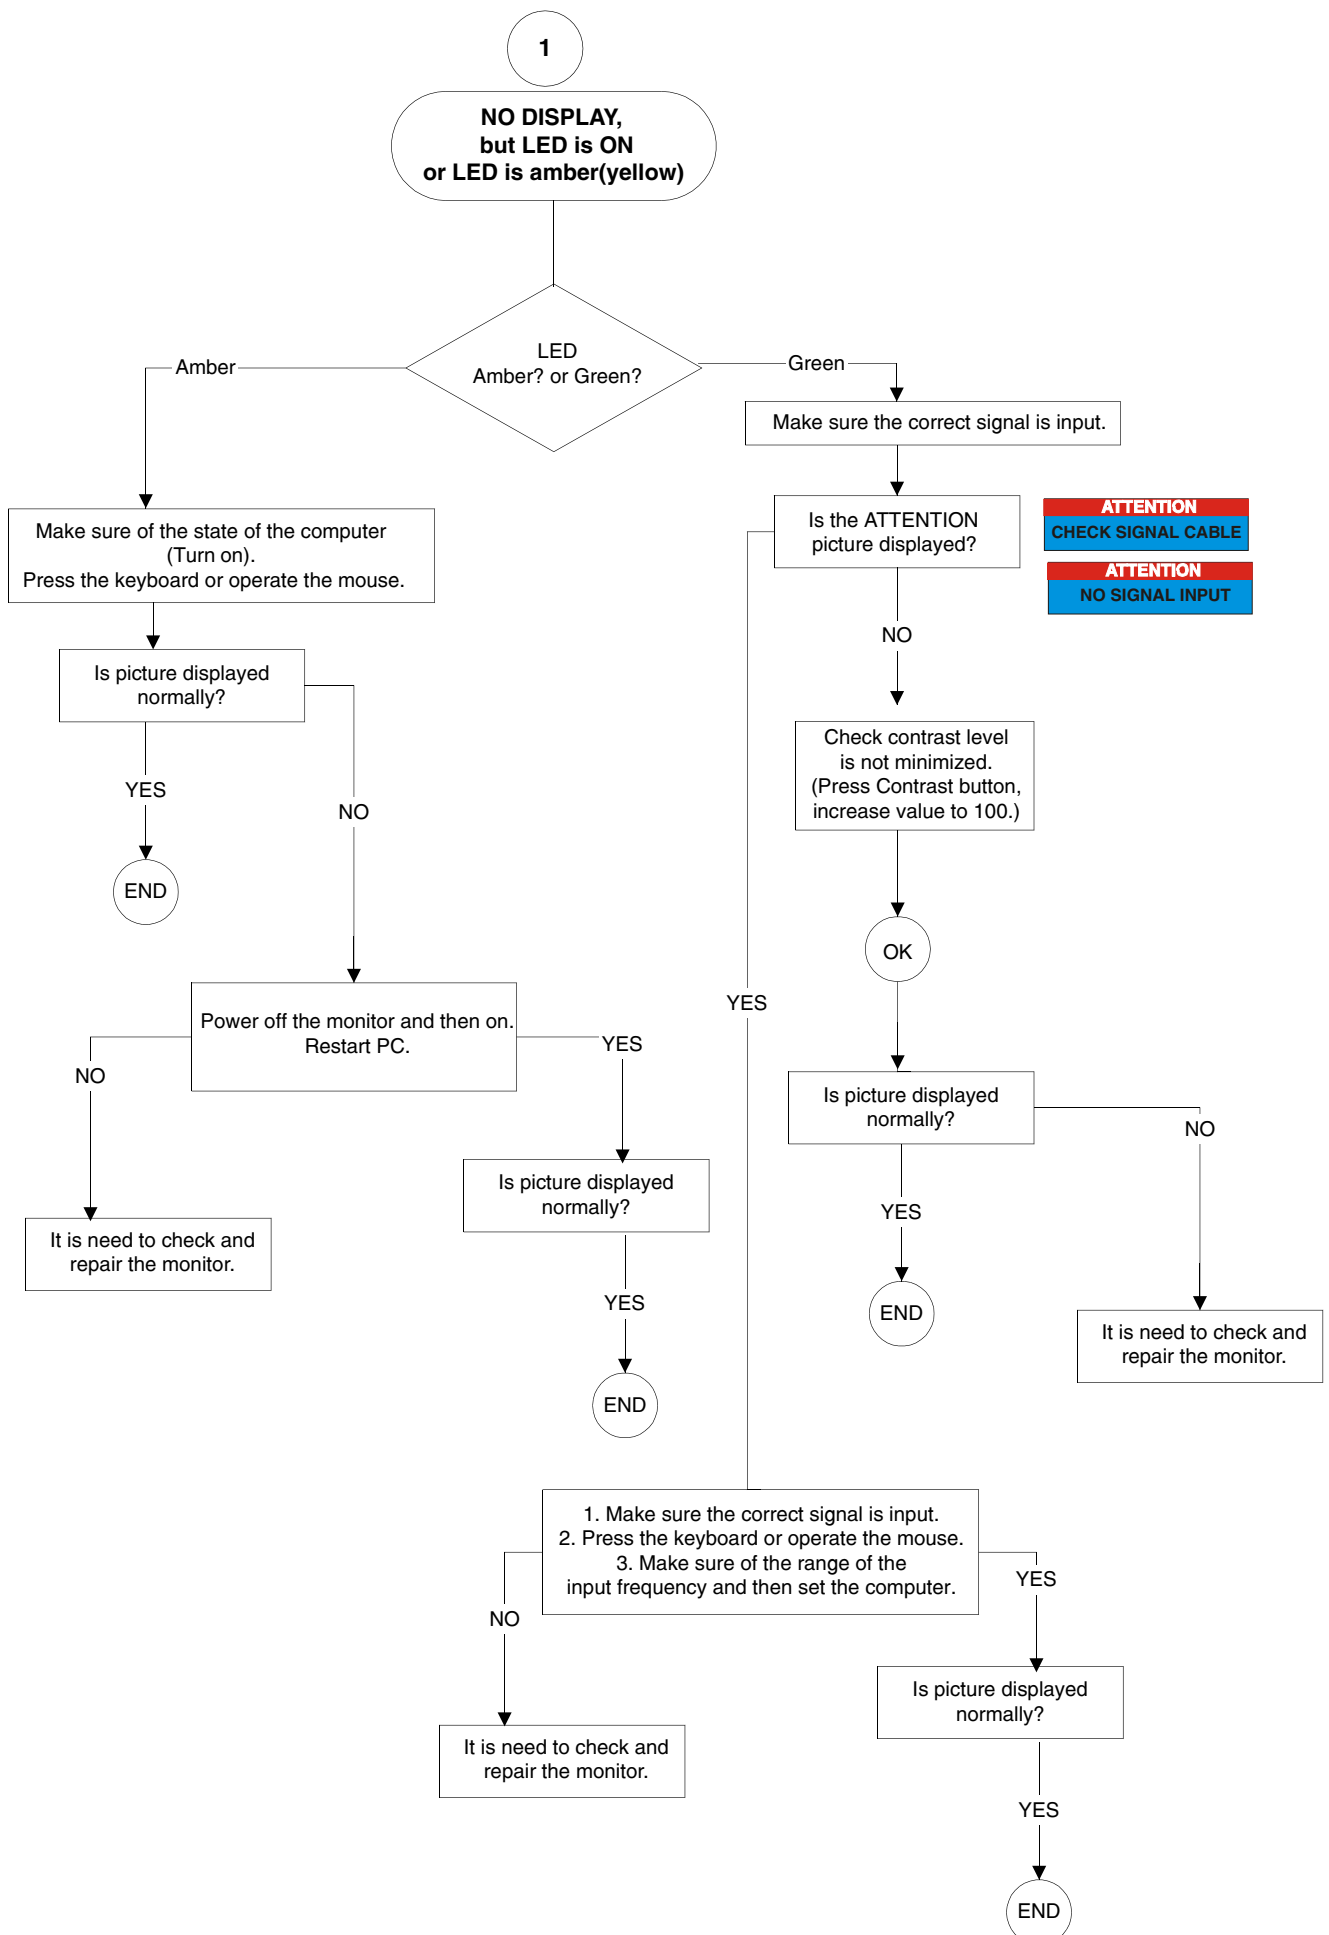 1
NO DISPLAY,
but LED is ON
or LED is amber(yellow)
LED
Amber? or Green?
Amber
Green
Make sure the correct signal is input.
Make sure of the state of the computer
(Turn on).
Press the keyboard or operate the mouse.
Is the ATTENTION
picture displayed?
ATTENTION
CHECK SIGNAL CABLE
ATTENTION
NO SIGNAL INPUT
NO
Is picture displayed
normally?
YES
NO
END
Check contrast level
is not minimized.
(Press Contrast button,
increase value to 100.)
OK
YES
Power off the monitor and then on.
Restart PC.
NO
YES
Is picture displayed
normally?
NO
YES
Is picture displayed
normally?
It is need to check and
repair the monitor.
YES
END
END
It is need to check and
repair the monitor.
1. Make sure the correct signal is input.
2. Press the keyboard or operate the mouse.
3. Make sure of the range of the
input frequency and then set the computer.
NO
YES
Is picture displayed
normally?
It is need to check and
repair the monitor.
YES
END